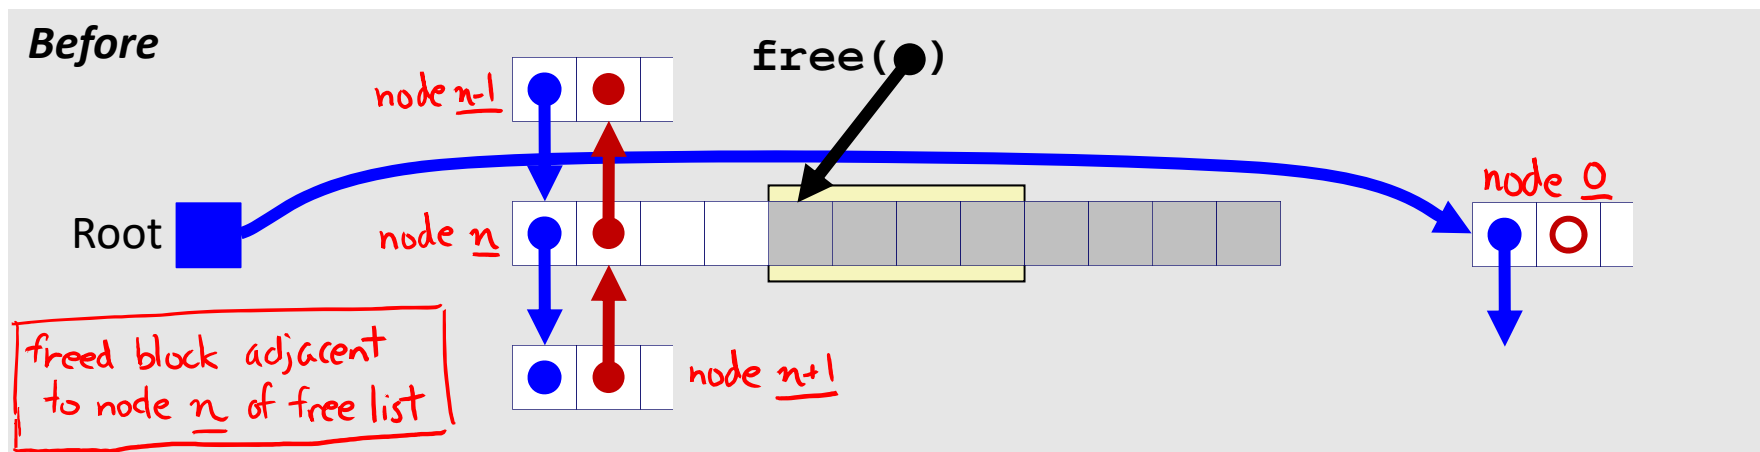 Before
free( )
node n-1
node 0
Root
node n
freed block adjacent
to node n of free list
node n+1